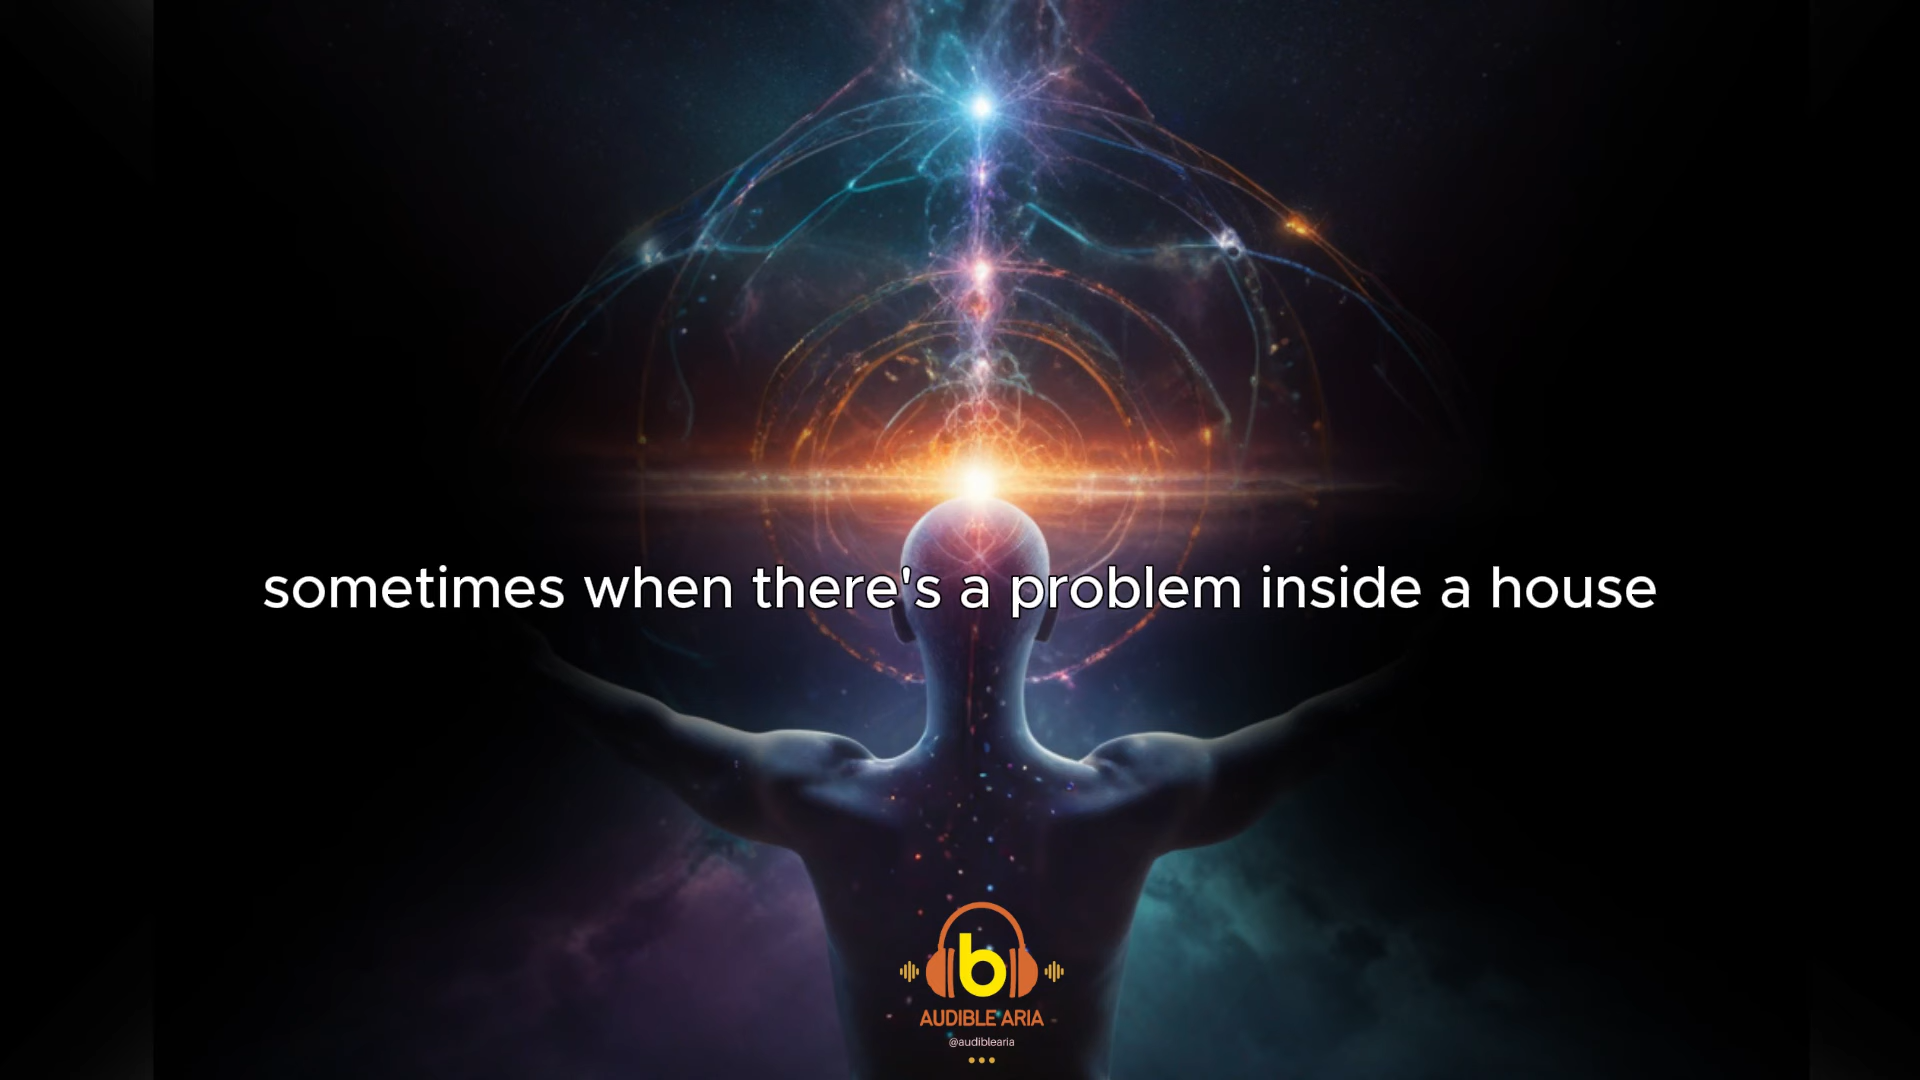 sometimes when there's a problem inside a house
b
AUDIBLE ARIA
@audiblearia